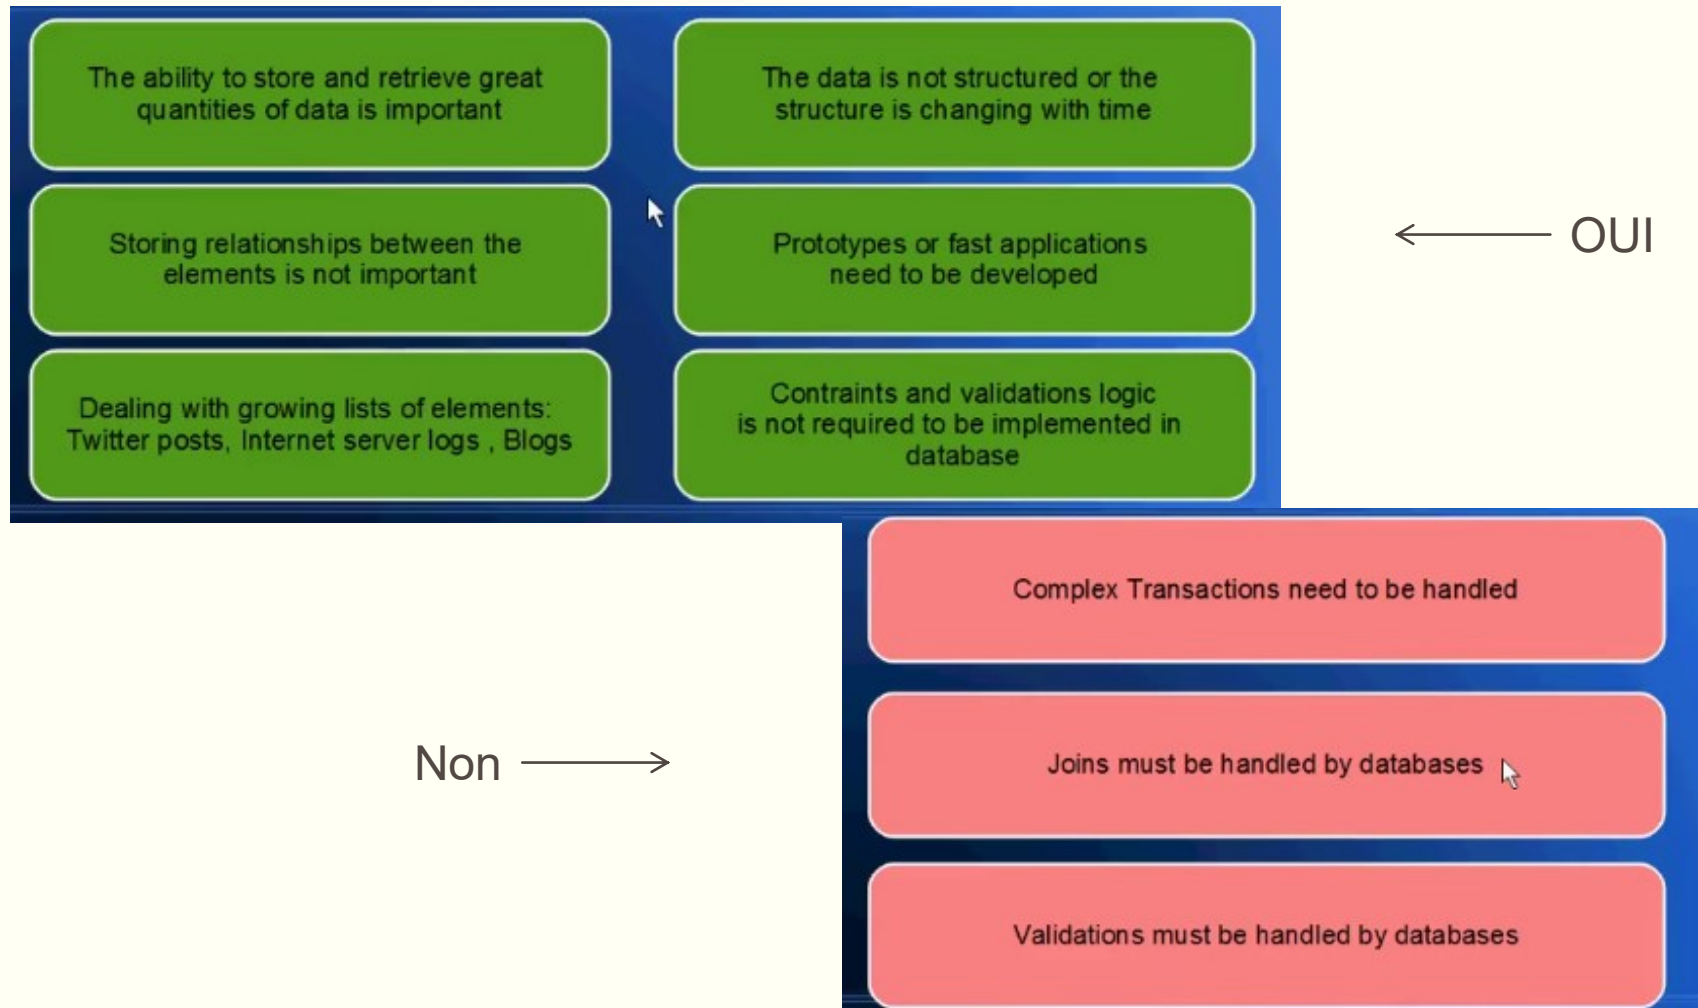 The ability to store and retrieve great
quantities of data is important
The data is not structured or the
structure is changing with time
Storing relationships between the
elements is not important
Prototypes or fast applications
need to be developed
OUI
Dealing with growing lists of elements:
Twitter posts, Internet server logs , Blogs
Contraints and validations logic
is not required to be implemented in
database
Complex Transactions need to be handled
Non
Joins must be handled by databases
Validations must be handled by databases